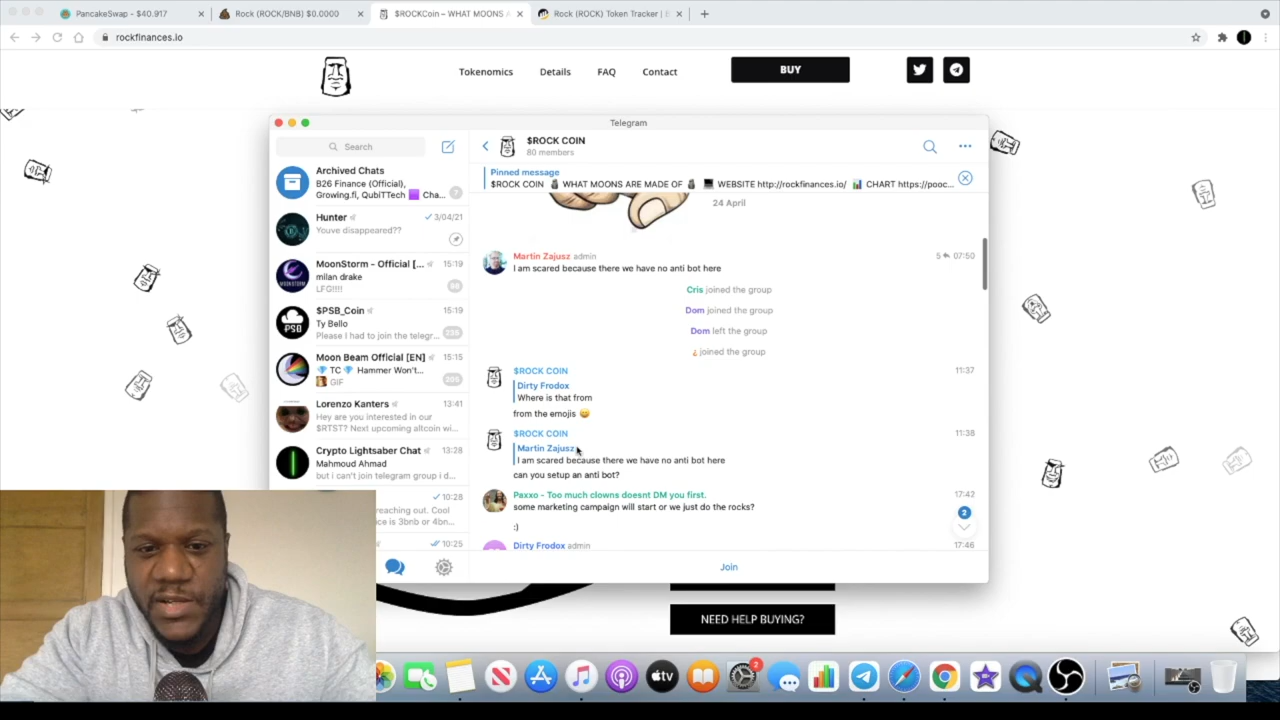 PancakeSwap - $40.917
Rock (ROCK/BNB) $0.0000
$ROCKCoin – WHAT MOONS A
Rock (ROCK) Token Tracker | B
rockfinances.io
Tokenomics
Details
FAQ
Contact
BUY
Telegram
Search
$ROCK COIN
80 members
Pinned message
$ROCK COIN 🗿 WHAT MOONS ARE MADE OF 🗿 💻 WEBSITE http://rockfinances.io/ 📊 CHART https://pooc...
Archived Chats
B26 Finance (Official),
Growing.fi, QubiTTech Cha...
?
Hunter
3/04/21
Youve disappeared??
MoonStorm - Official [...
15:19
milan drake
LFG!!!!
$PSB_Coin
15:19
PSB
Ty Bello
Please I had to join the telegr...
Moon Beam Official [EN]
15:15
💎 TC 💎 Hammer Won't...
GIF
Lorenzo Kanters
13:41
Hey are you interested in our
$RTST? Next upcoming altcoin wi...
Crypto Lightsaber Chat
13:28
Mahmoud Ahmad
but i can't join telegram group i d...
10:28
reaching out. Cool
ice is 3bnb or 4bn...
10:25
24 April
Martin Zajusz admin
5 07:50
I am scared because there we have no anti bot here
Cris joined the group
Dom joined the group
Dom left the group
joined the group
$ROCK COIN
11:37
Dirty Frodox
Where is that from
from the emojis 😄
$ROCK COIN
11:38
Martin Zajusz
I am scared because there we have no anti bot here
can you setup an anti bot?
Paxxo - Too much clowns doesnt DM you first.
17:42
some marketing campaign will start or we just do the rocks?
2
:)
Dirty Frodox admin
17:46
Join
NEED HELP BUYING?
tv
2